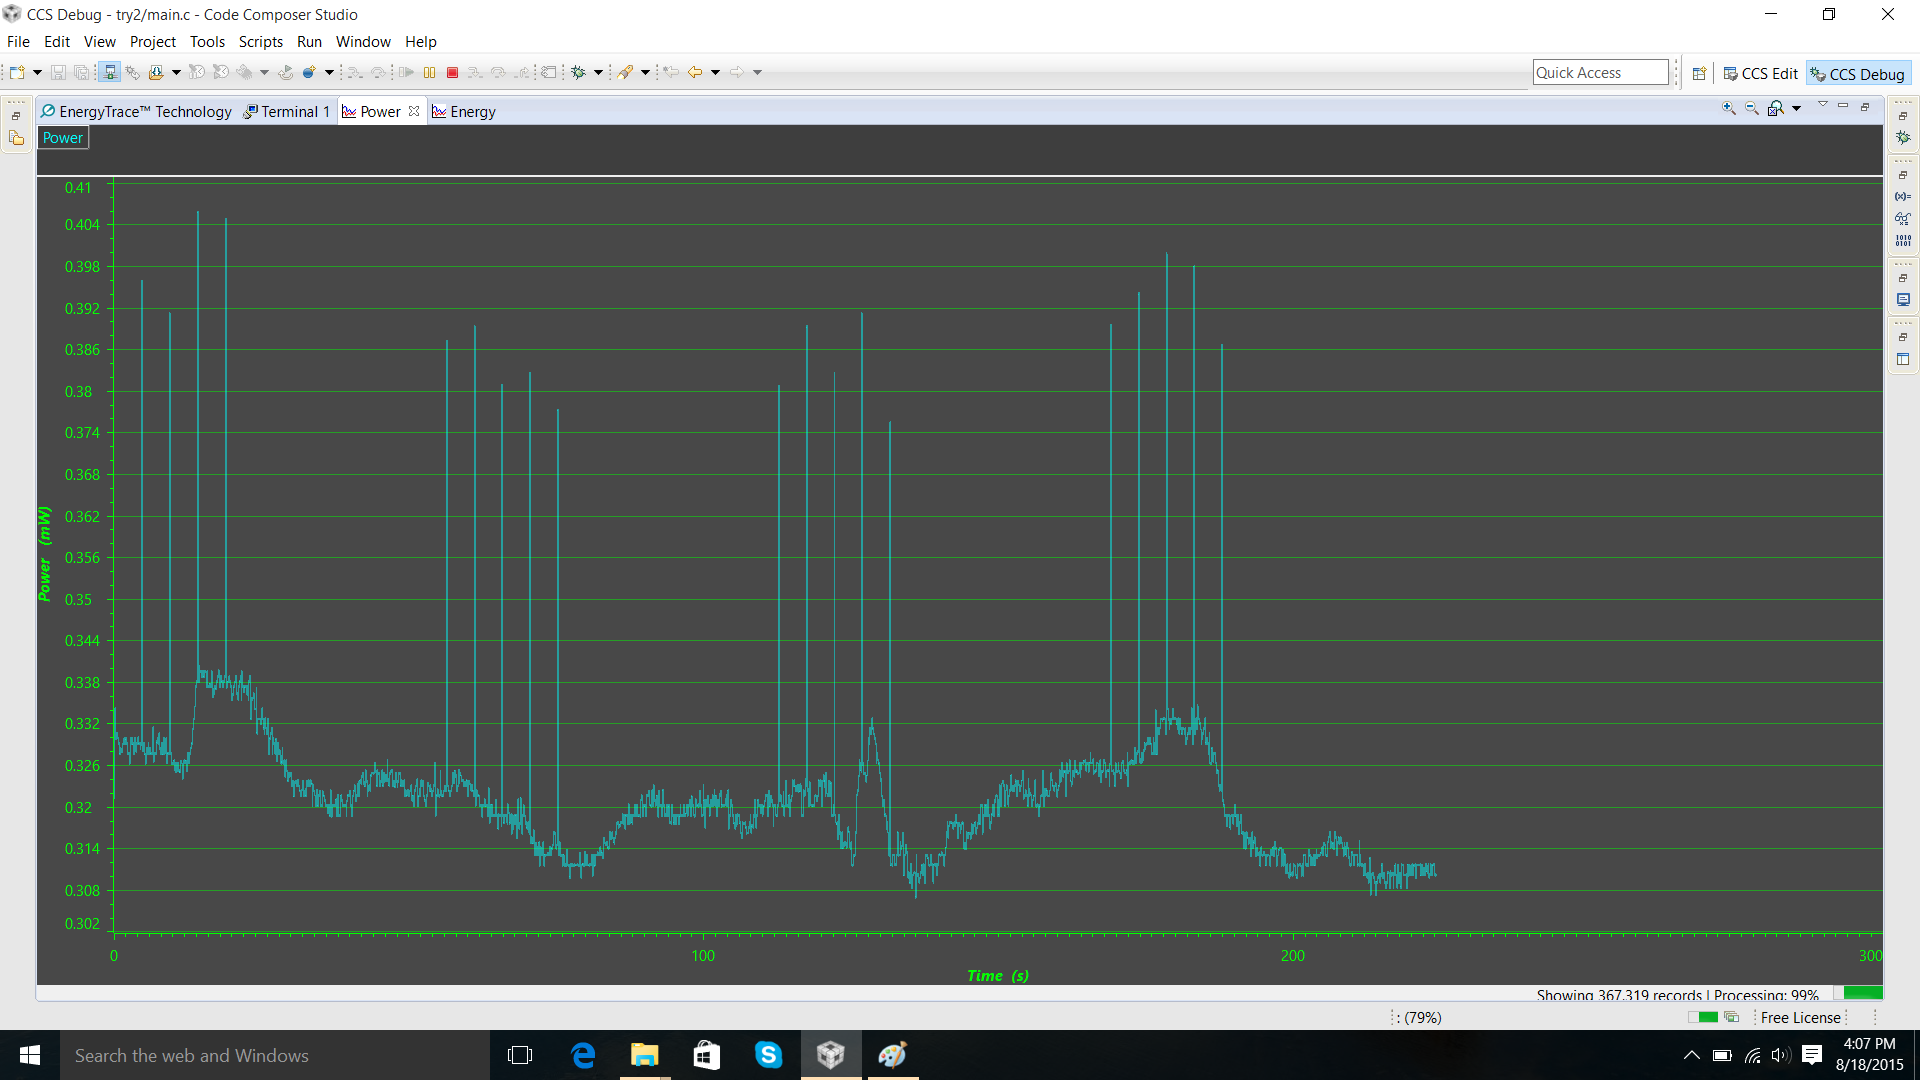 CCS Debug - try2/main.c - Code Composer Studio
File Edit View Project Tools Scripts Run Window Help
Quick Access
CCS Edit CCS Debug
EnergyTrace™ Technology Terminal 1 Power Energy
Power
0.41
0.404
0.398
0.392
0.386
0.38
0.374
0.368
0.362
0.356
0.35
0.344
0.338
0.332
0.326
0.32
0.314
0.308
0.302
Power (mW)
0 100 200 300
Time (s)
Showing 367,319 records | Processing: 99%
: (79%) Free License
Search the web and Windows
4:07 PM
8/18/2015